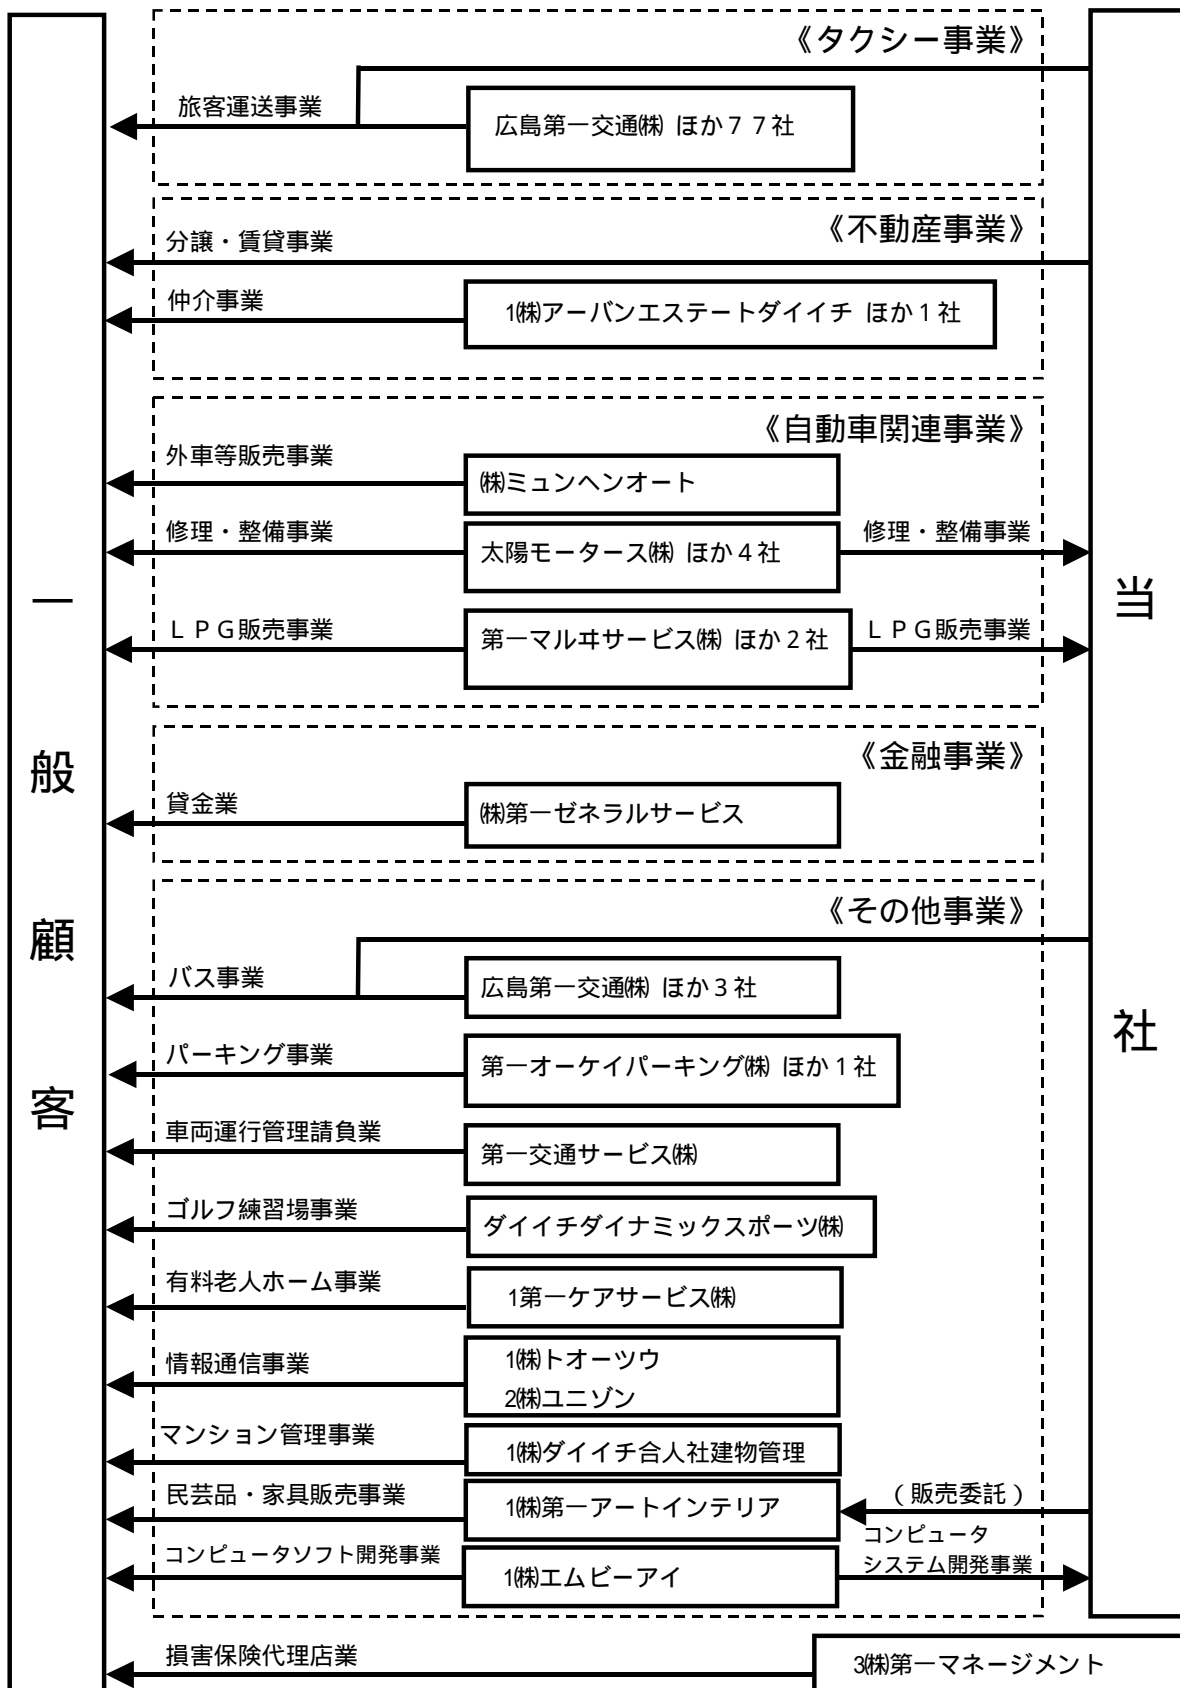 《タクシー事業》
旅客運送事業
広島第一交通㈱ ほか７７社
《不動産事業》
分譲・賃貸事業
仲介事業
1㈱アーバンエステートダイイチ ほか１社
《自動車関連事業》
外車等販売事業
㈱ミュンヘンオート
修理・整備事業
太陽モータース㈱ ほか４社
修理・整備事業
ＬＰＧ販売事業
第一マルヰサービス㈱ ほか２社
ＬＰＧ販売事業
《金融事業》
貸金業
㈱第一ゼネラルサービス
《その他事業》
バス事業
広島第一交通㈱ ほか３社
パーキング事業
第一オーケイパーキング㈱ ほか１社
車両運行管理請負業
第一交通サービス㈱
ゴルフ練習場事業
ダイイチダイナミックスポーツ㈱
有料老人ホーム事業
1第一ケアサービス㈱
情報通信事業
1㈱トオーツウ
2㈱ユニゾン
マンション管理事業
1㈱ダイイチ合人社建物管理
民芸品・家具販売事業
1㈱第一アートインテリア
（販売委託）
コンピュータソフト開発事業
1㈱エムビーアイ
コンピュータ
システム開発事業
損害保険代理店業
3㈱第一マネージメント
一般顧客
当社